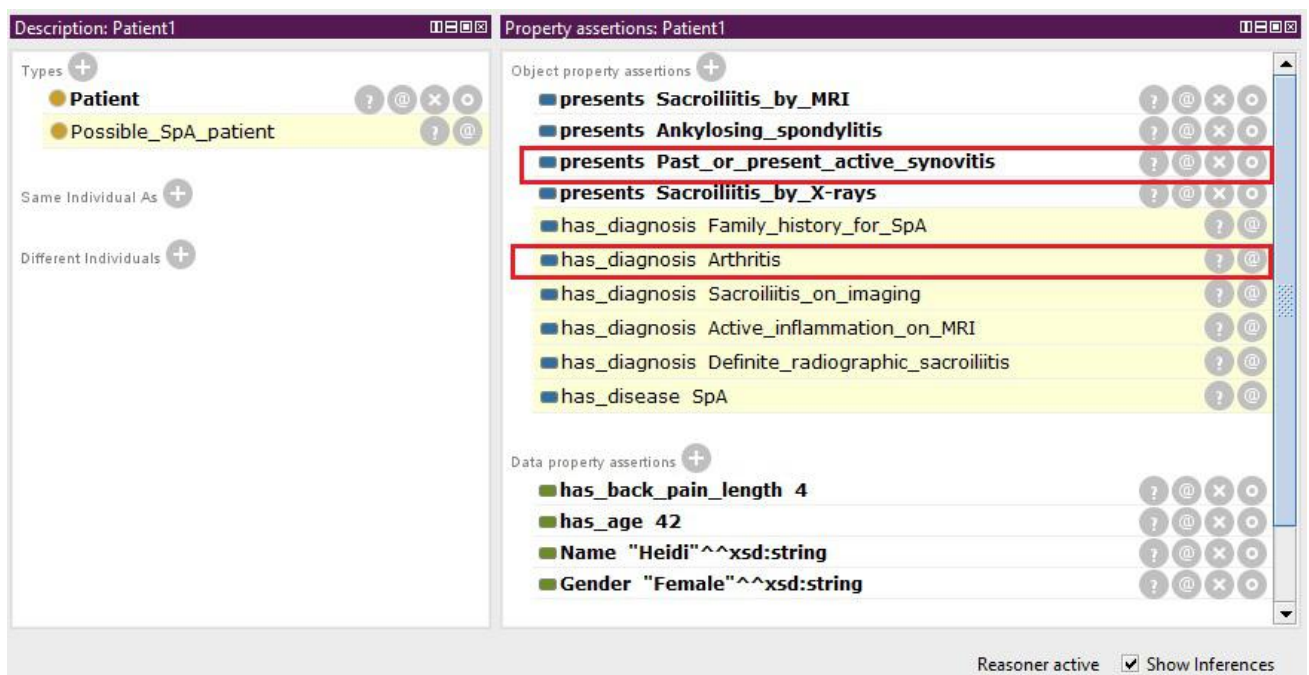 Description: Patient1
Types
Patient
Possible_SpA_patient
Same Individual As
Different Individuals
Property assertions: Patient1
Object property assertions
presents Sacroiliitis_by_MRI
presents Ankylosing_spondylitis
presents Past_or_present_active_synovitis
presents Sacroiliitis_by_X-rays
has_diagnosis Family_history_for_SpA
has_diagnosis Arthritis
has_diagnosis Sacroiliitis_on_imaging
has_diagnosis Active_inflammation_on_MRI
has_diagnosis Definite_radiographic_sacroiliitis
has_disease SpA
Data property assertions
has_back_pain_length 4
has_age 42
Name "Heidi"^^xsd:string
Gender "Female"^^xsd:string
Reasoner active Show Inferences